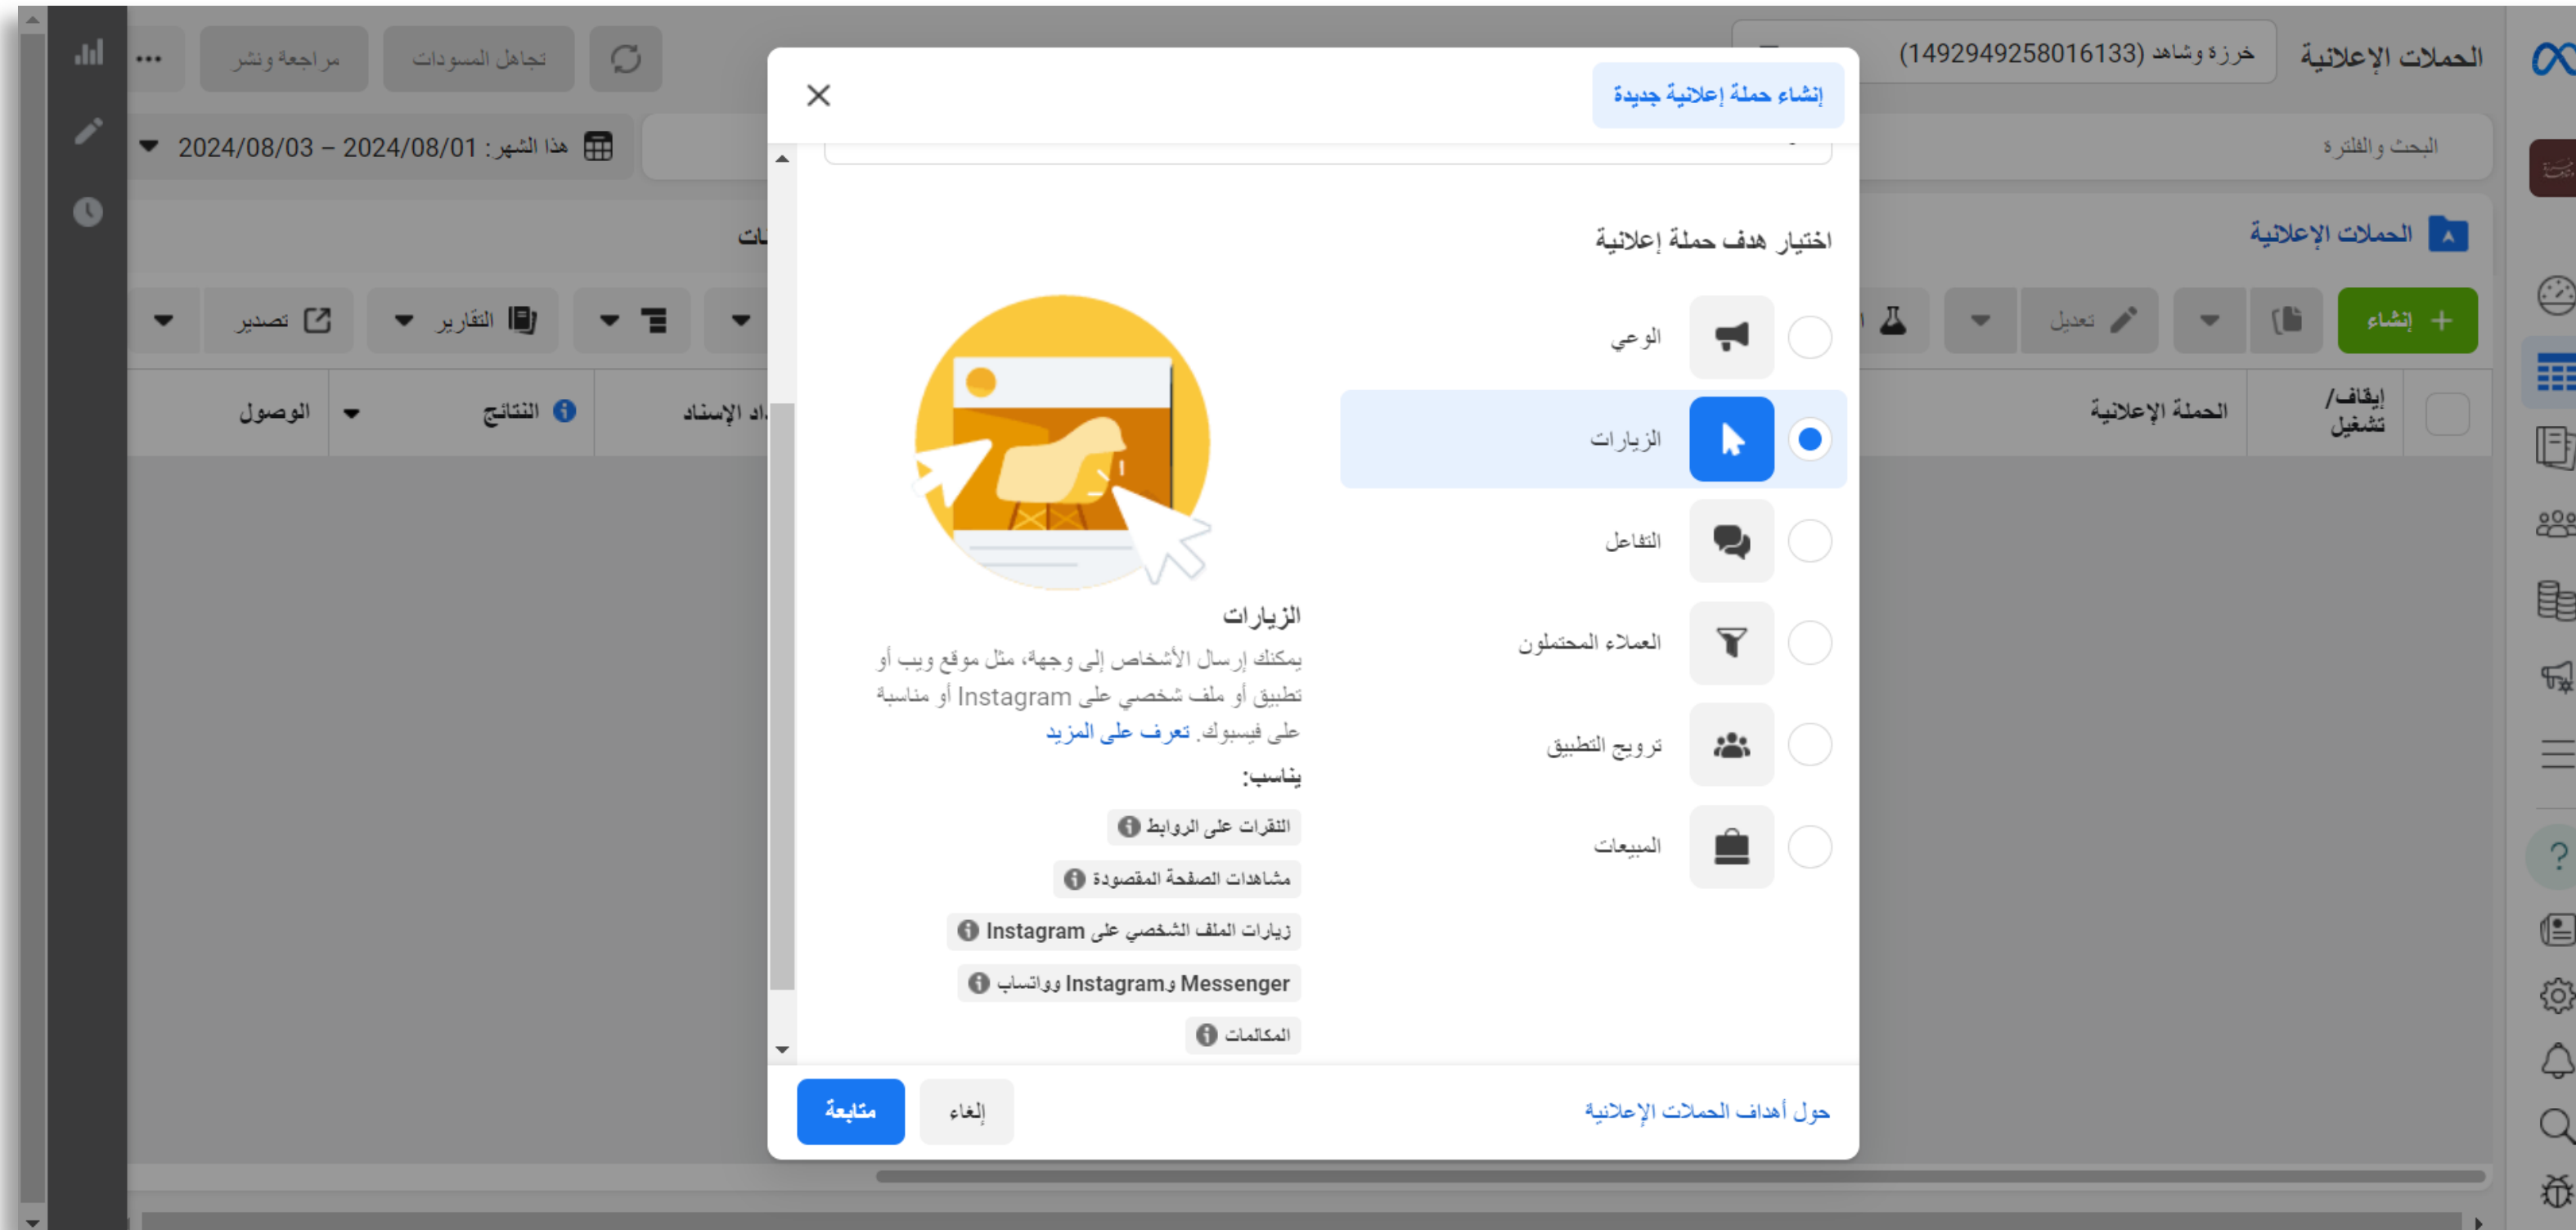 الحملات الإعلانية
خرزة وشاهد (1492949258016133)
تجاهل المسودات
مراجعة ونشر
البحث والفلترة
هذا الشهر: 2024/08/01 – 2024/08/03
الحملات الإعلانية
+ إنشاء
تعديل
التقارير
تصدير
إيقاف/
تشغيل
الحملة الإعلانية
النتائج
الوصول
إنشاء حملة إعلانية جديدة
اختيار هدف حملة إعلانية
الوعي
الزيارات
التفاعل
العملاء المحتملون
ترويج التطبيق
المبيعات
الزيارات
يمكنك إرسال الأشخاص إلى وجهة، مثل موقع ويب أو
تطبيق أو ملف شخصي على Instagram أو مناسبة
على فيسبوك. تعرف على المزيد
يناسب:
النقرات على الروابط
مشاهدات الصفحة المقصودة
زيارات الملف الشخصي على Instagram
Messenger وInstagram وواتساب
المكالمات
حول أهداف الحملات الإعلانية
إلغاء
متابعة